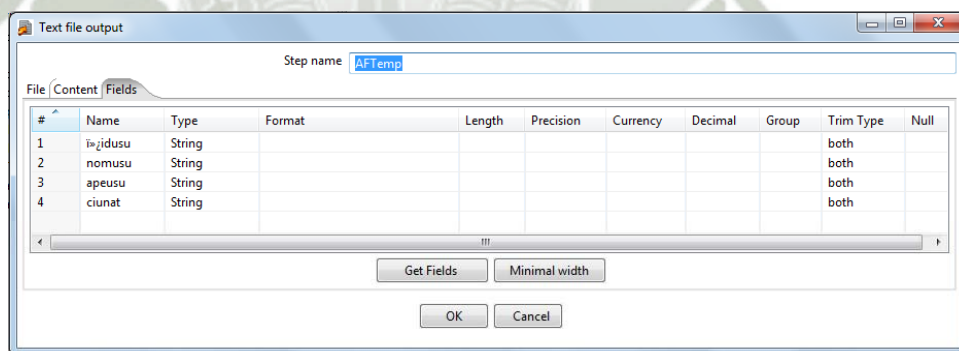 Text file output
Step name AFTemp
File Content Fields
# Name Type Format Length Precision Currency Decimal Group Trim Type Null
1 ï»¿idusu String both
2 nomusu String both
3 apeusu String both
4 ciunat String both
Get Fields Minimal width
OK Cancel